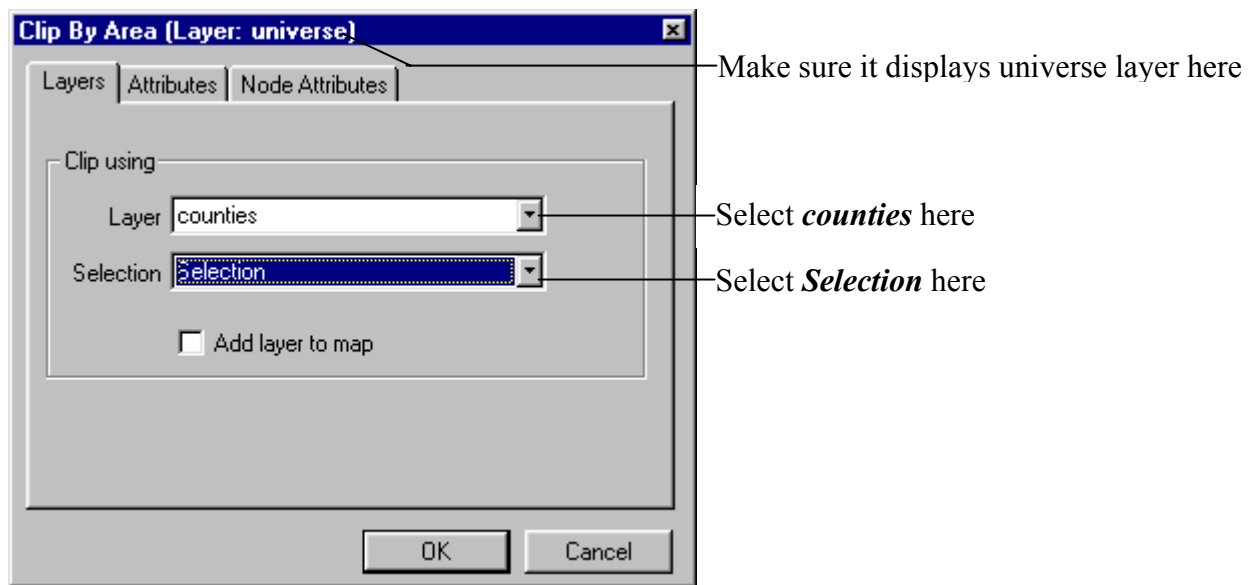 Clip By Area (Layer: universe)
Make sure it displays universe layer here
Layers Attributes Node Attributes
Clip using
Layer counties
Select counties here
Selection Selection
Select Selection here
Add layer to map
OK Cancel